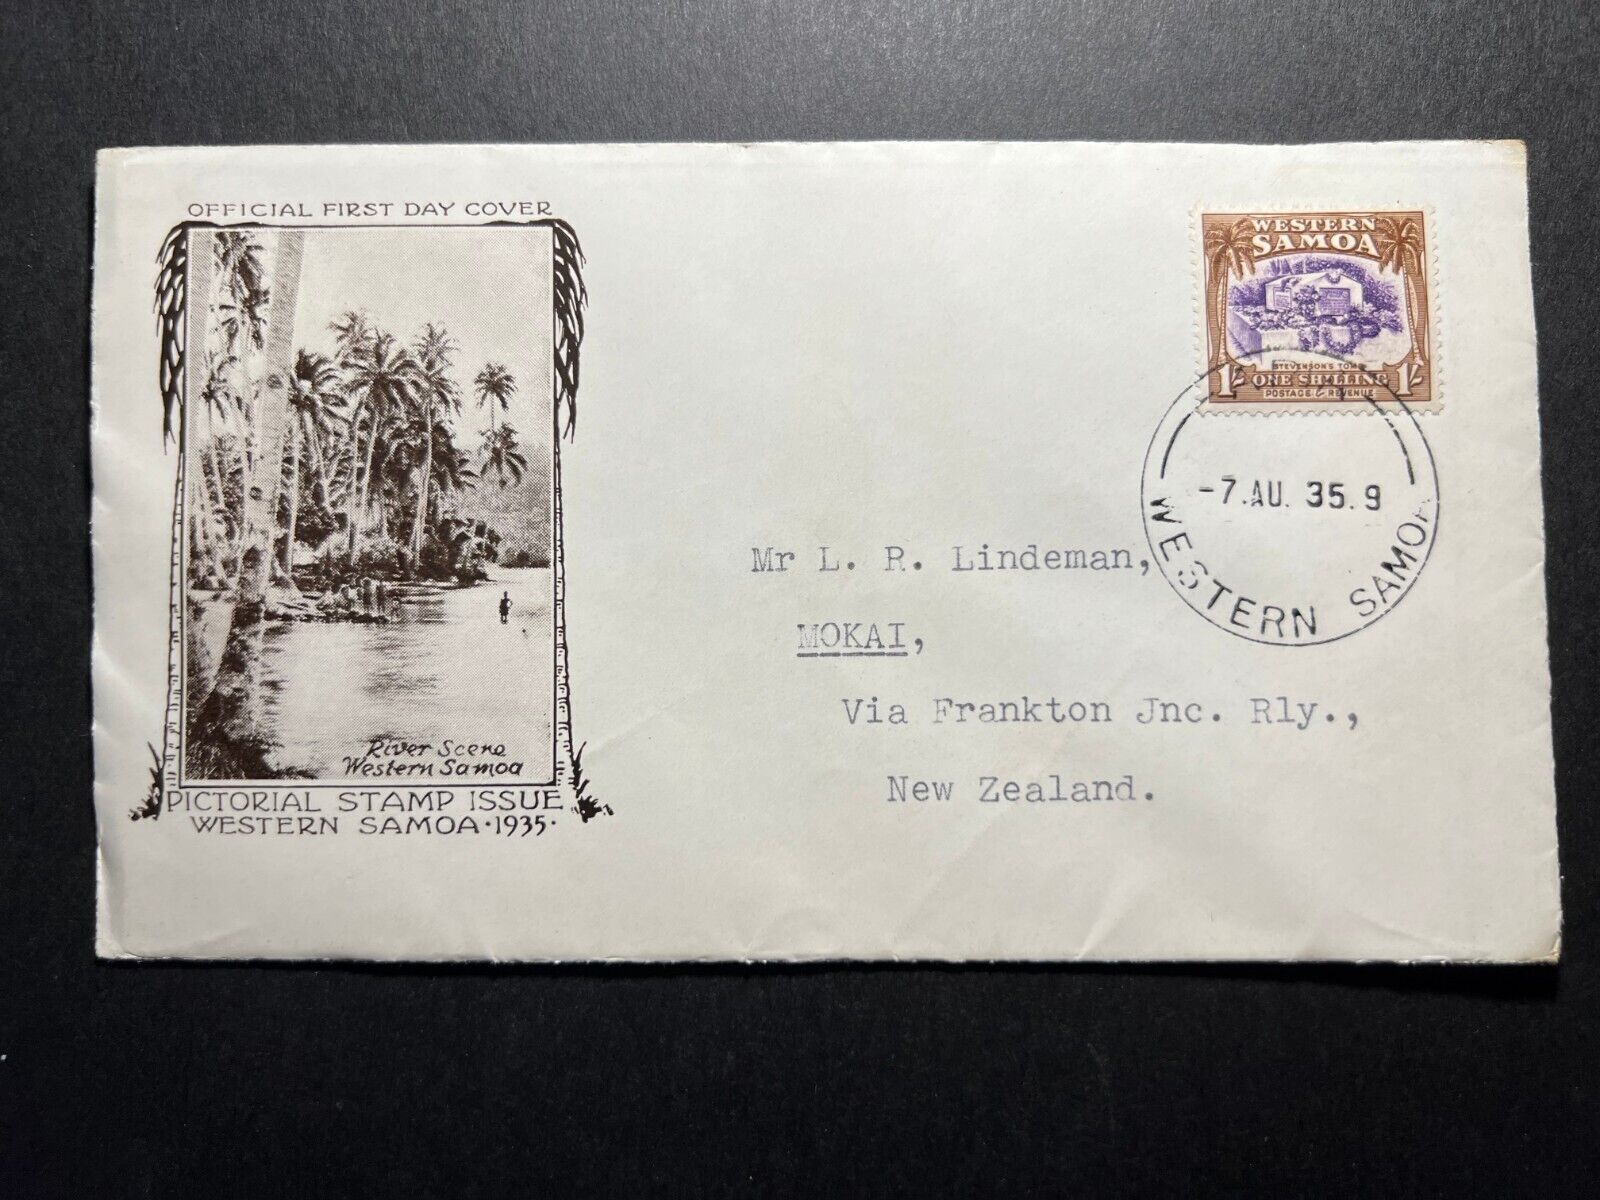 OFFICIAL FIRST DAY COVER
River Scene
Western Samoa
PICTORIAL STAMP ISSUE
WESTERN SAMOA · 1935 ·
WESTERN
SAMOA
STEVENSON'S TOMB
1/- ONE SHILLING 1/-
POSTAGE & REVENUE
-7.AU. 35.9
WESTERN SAMOA
Mr L. R. Lindeman,
MOKAI,
Via Frankton Jnc. Rly.,
New Zealand.